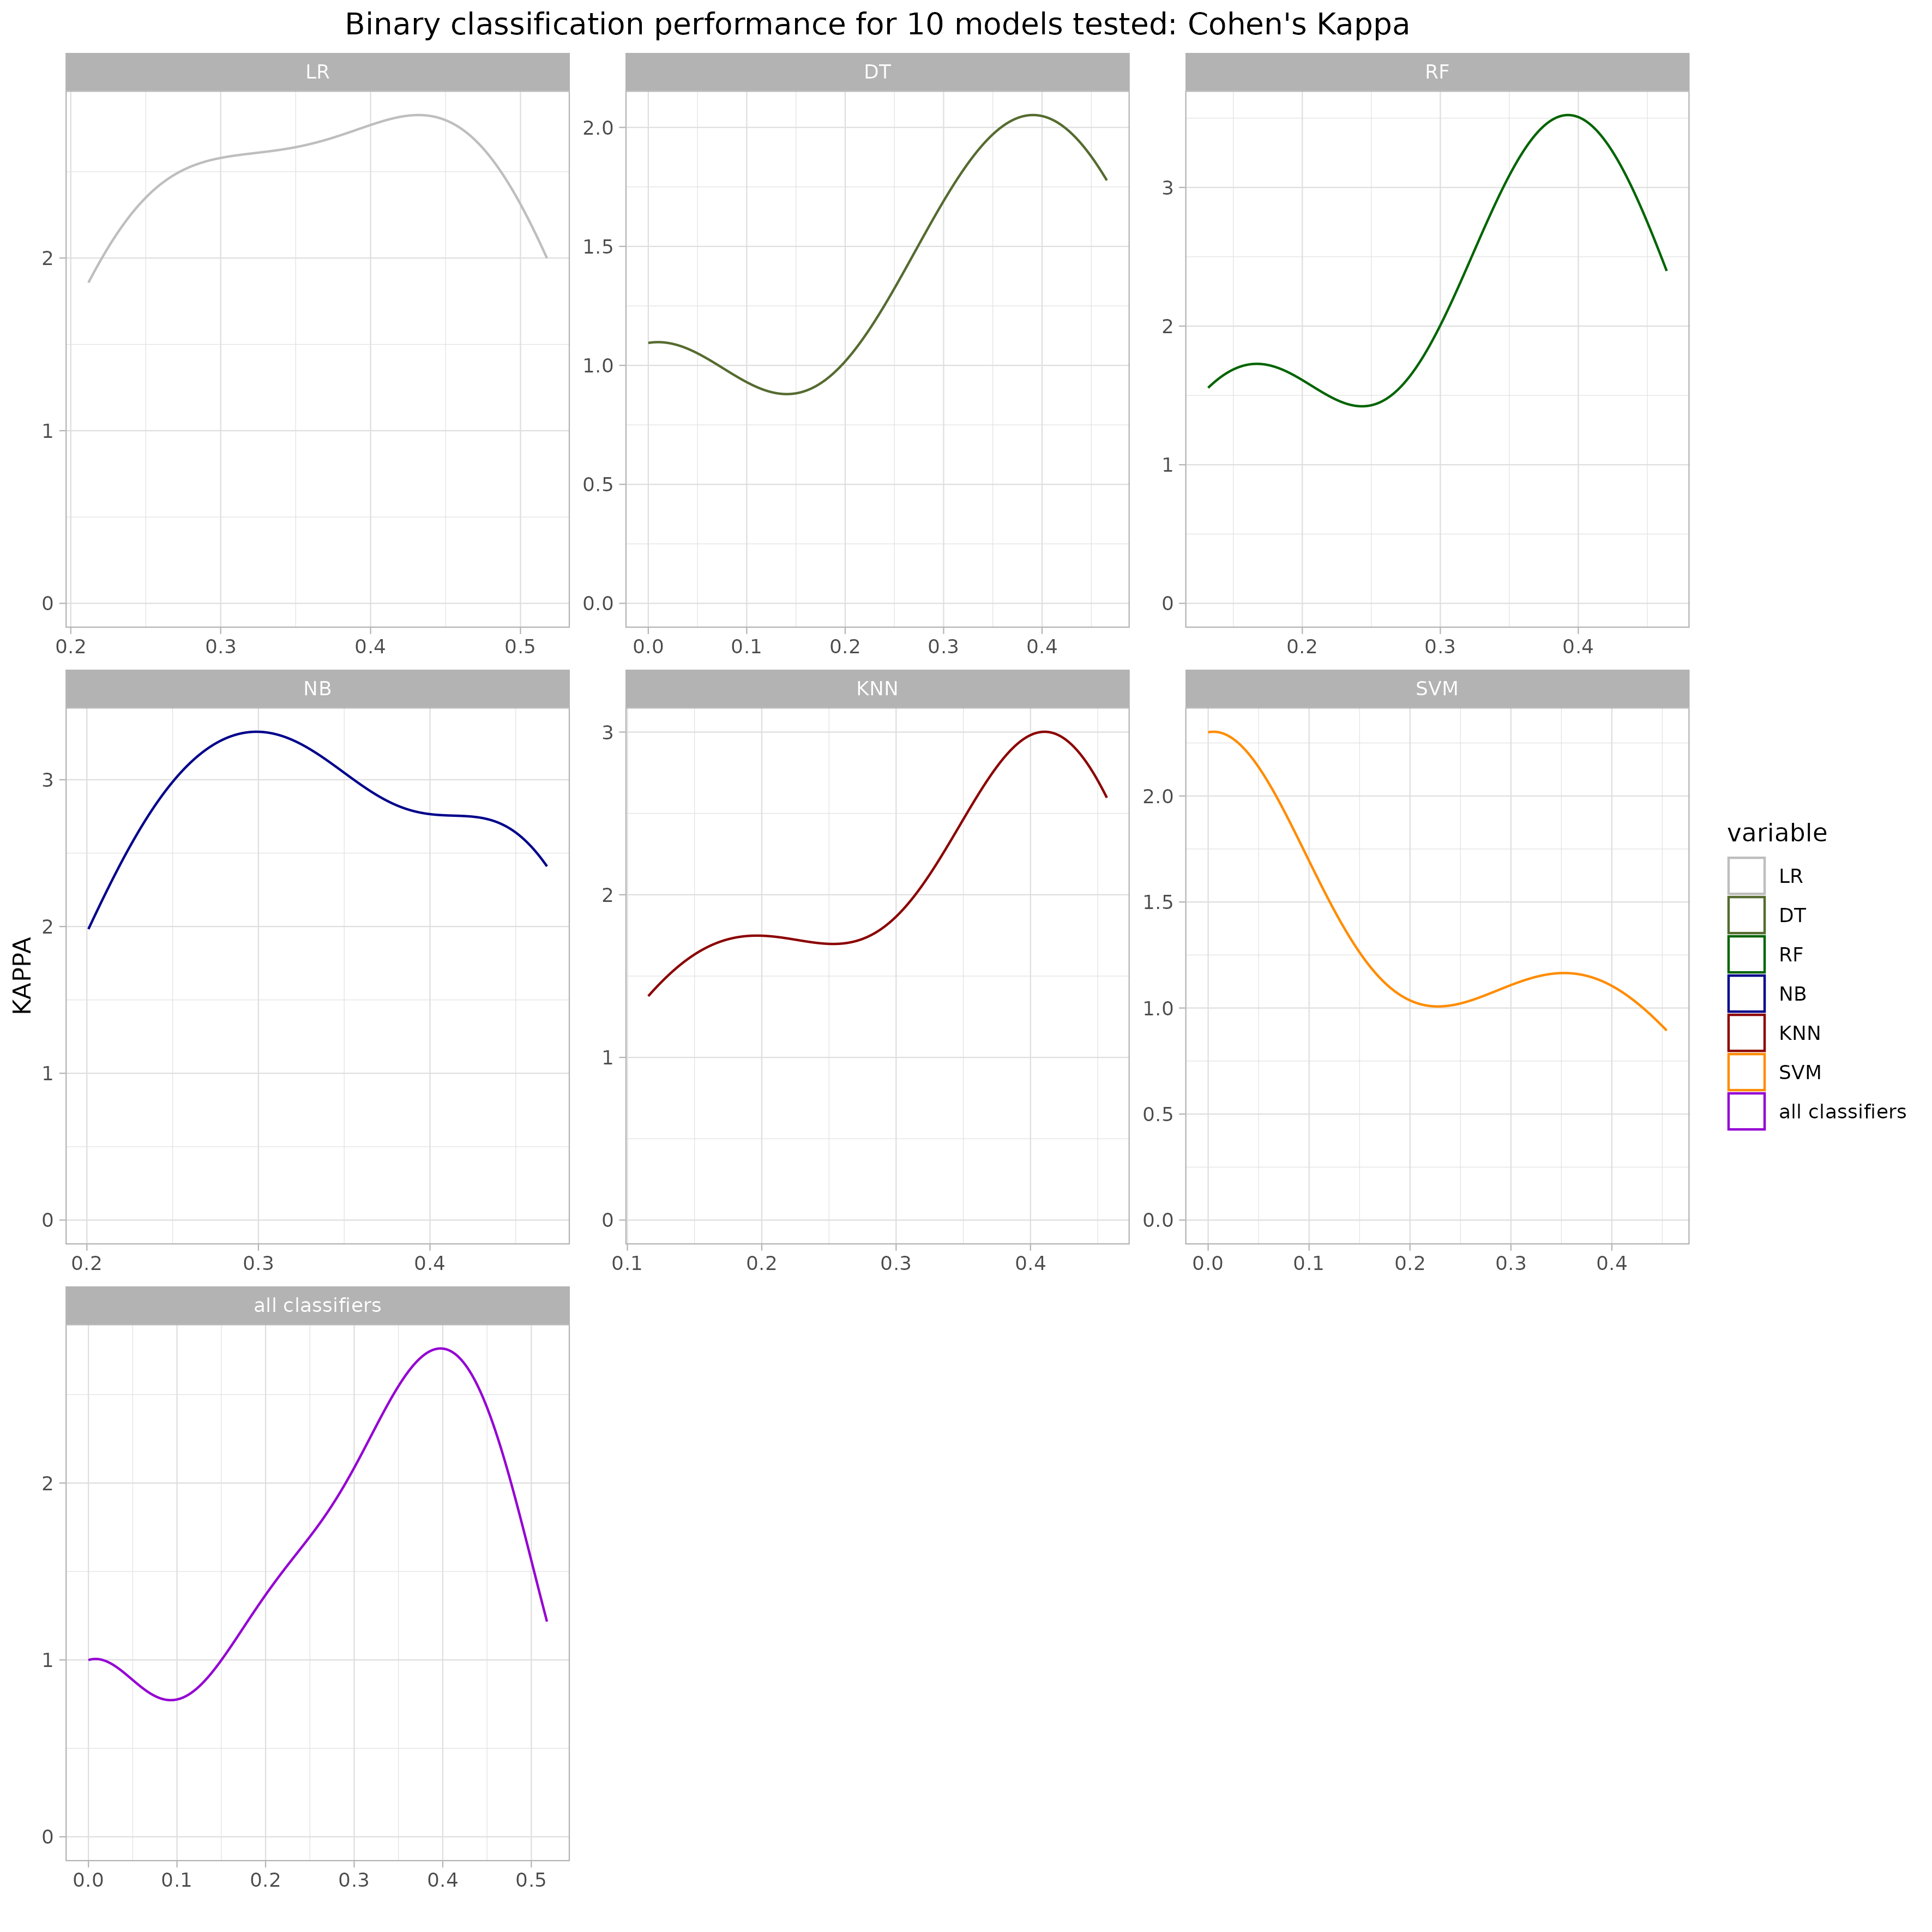 Binary classification performance for 10 models tested: Cohen's Kappa
LR
DT
RF
2
1
0
2.0
1.5
1.0
0.5
0.0
3
2
1
0
0.2 0.3 0.4 0.5
0.0 0.1 0.2 0.3 0.4
0.2 0.3 0.4
NB
KNN
SVM
3
2
1
0
3
2
1
0
2.0
1.5
1.0
0.5
0.0
0.2 0.3 0.4
0.1 0.2 0.3 0.4
0.0 0.1 0.2 0.3 0.4
KAPPA
all classifiers
2
1
0
0.0 0.1 0.2 0.3 0.4 0.5
variable
LR
DT
RF
NB
KNN
SVM
all classifiers